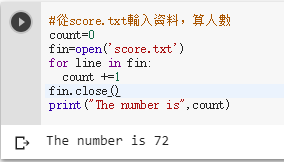 #從score.txt輸入資料，算人數
count=0
fin=open('score.txt')
for line in fin:
  count +=1
fin.close()
print("The number is",count)
The number is 72